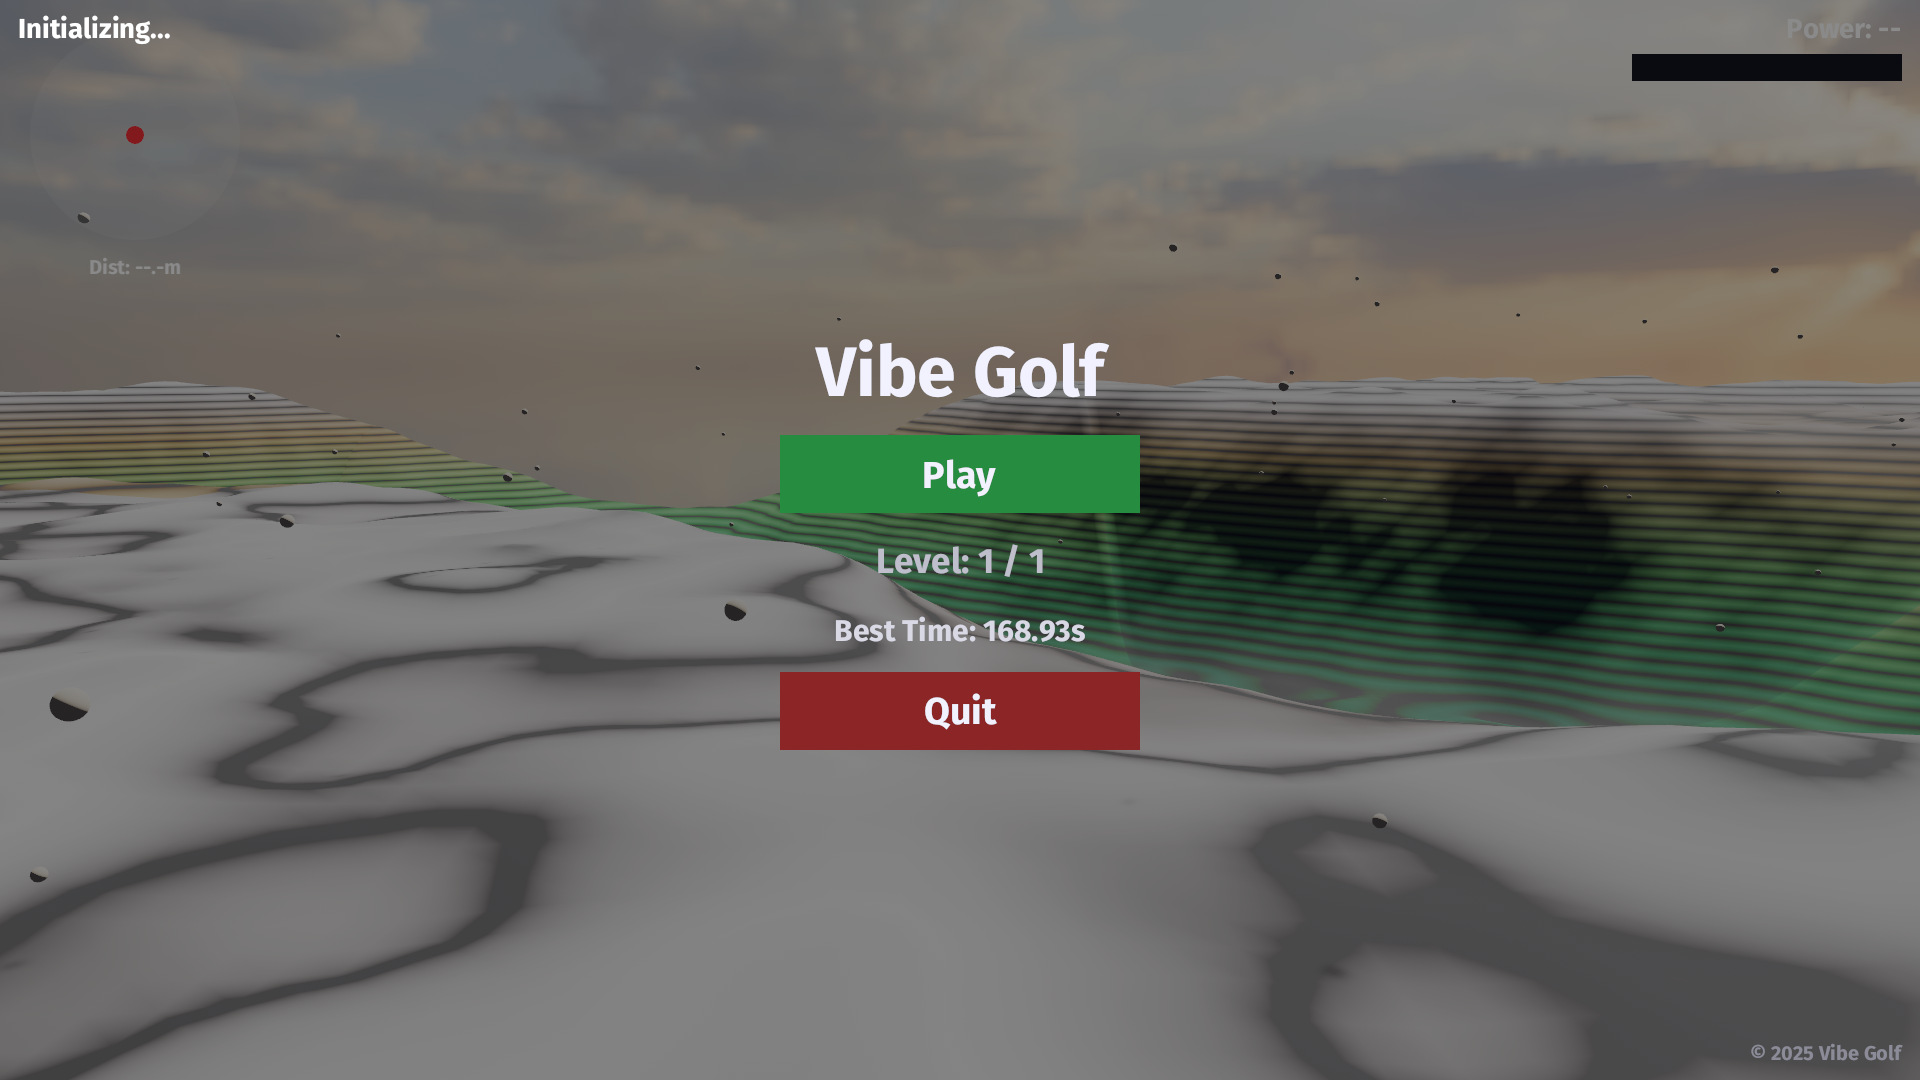 Initializing...
Power: --
Dist: --.-m
Vibe Golf
Play
Level: 1 / 1
Best Time: 168.93s
Quit
© 2025 Vibe Golf